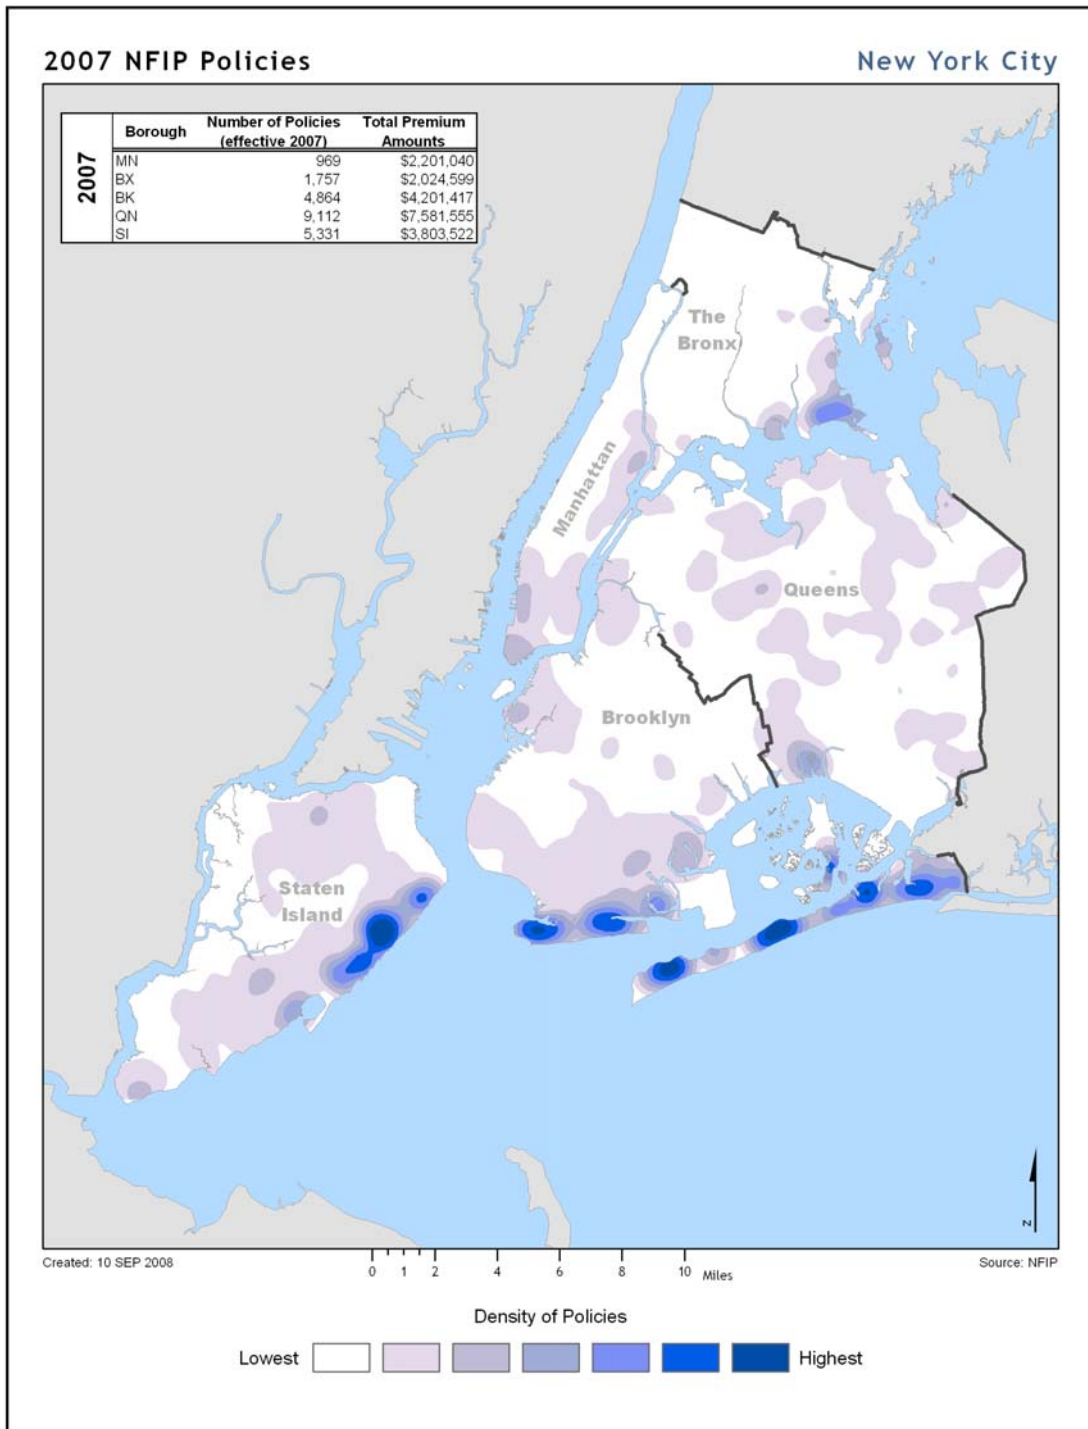 2007 NFIP Policies
New York City
2007
Borough Number of Policies (effective 2007) Total Premium Amounts
MN 969 $2,201,040
BX 1,757 $2,024,599
BK 4,864 $4,201,417
QN 9,112 $7,581,555
SI 5,331 $3,803,522
The
Bronx
Manhattan
Queens
Brooklyn
Staten
Island
N
Created: 10 SEP 2008
0 1 2 4 6 8 10 Miles
Source: NFIP
Density of Policies
Lowest Highest